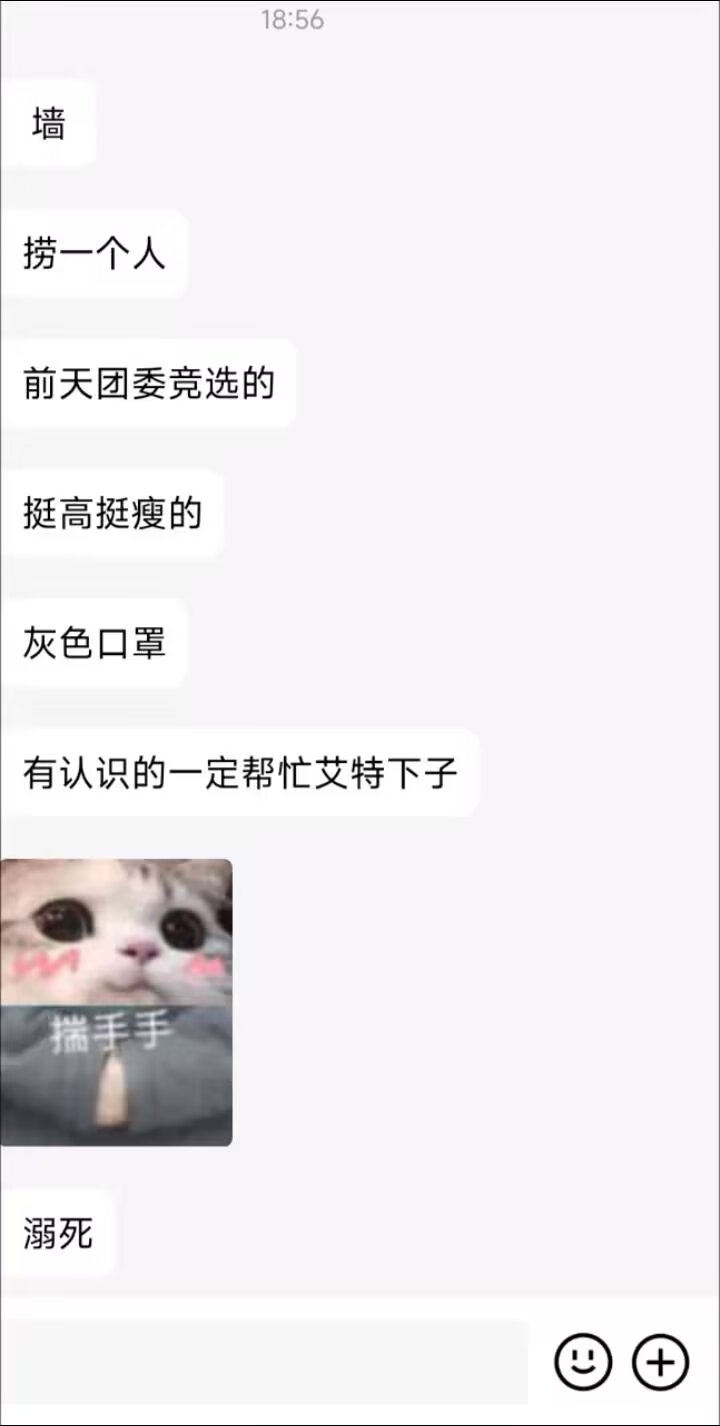 18:56
墙
捞一个人
前天团委竞选的
挺高挺瘦的
灰色口罩
有认识的一定帮忙艾特下子
揣手手
溺死